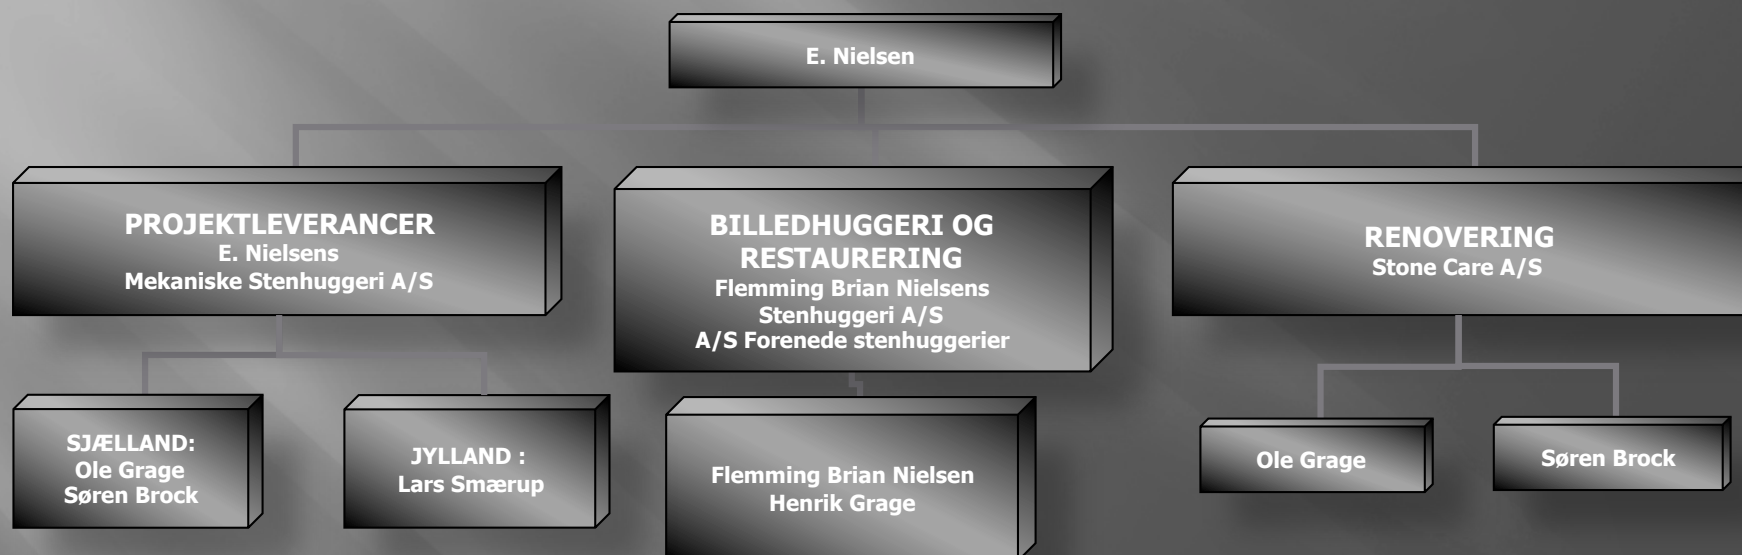 E. Nielsen
PROJEKTLEVERANCER
E. Nielsens
Mekaniske Stenhuggeri A/S
BILLEDHUGGERI OG
RESTAURERING
Flemming Brian Nielsens
Stenhuggeri A/S
A/S Forenede stenhuggerier
RENOVERING
Stone Care A/S
SJÆLLAND:
Ole Grage
Søren Brock
JYLLAND :
Lars Smærup
Flemming Brian Nielsen
Henrik Grage
Ole Grage
Søren Brock